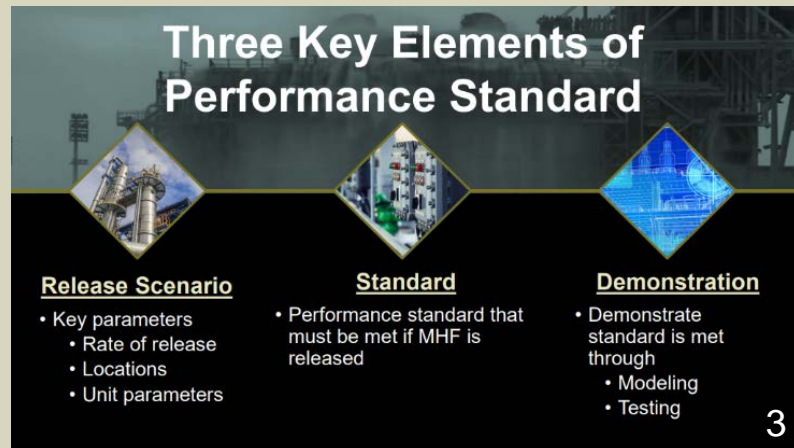 Three Key Elements of
Performance Standard
Release Scenario
• Key parameters
• Rate of release
• Locations
• Unit parameters
Standard
• Performance standard that
must be met if MHF is
released
Demonstration
• Demonstrate
standard is met
through
• Modeling
• Testing
3